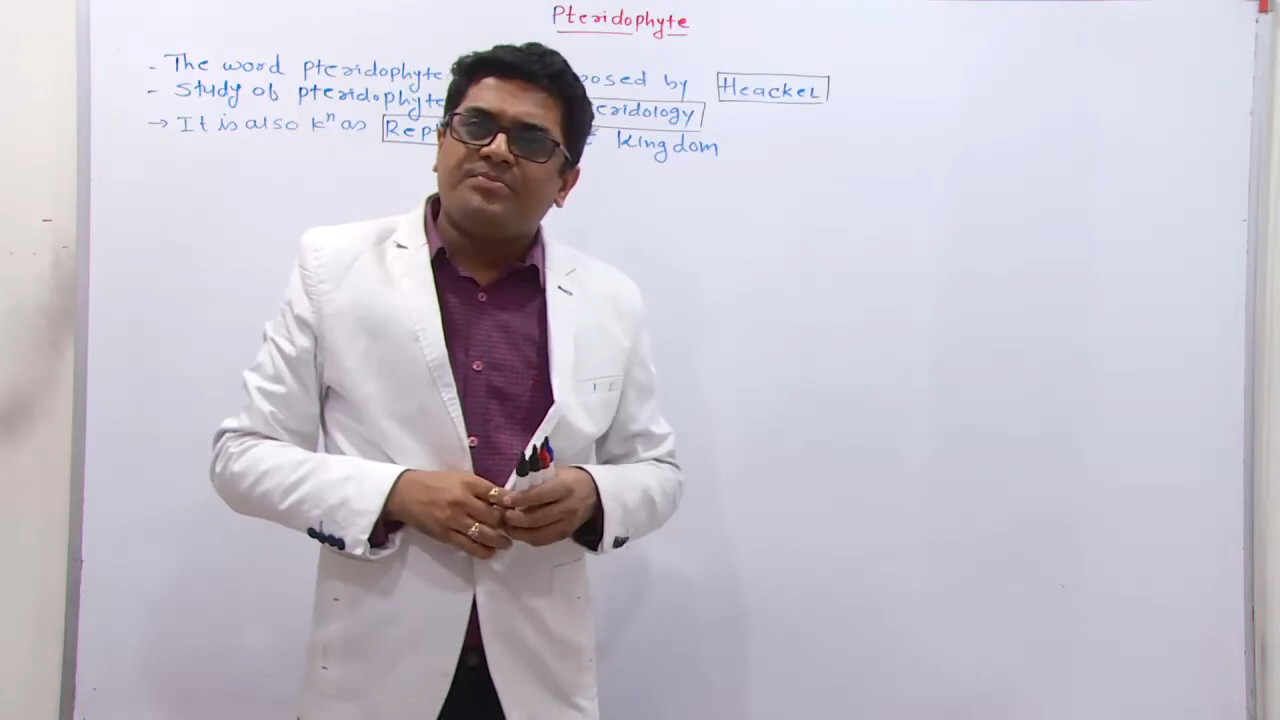 Pteridophyte
- The word pteridophyte posed by Heackel
- Study of pteridophyte eridology
→ It is also kⁿ as Rep Kingdom